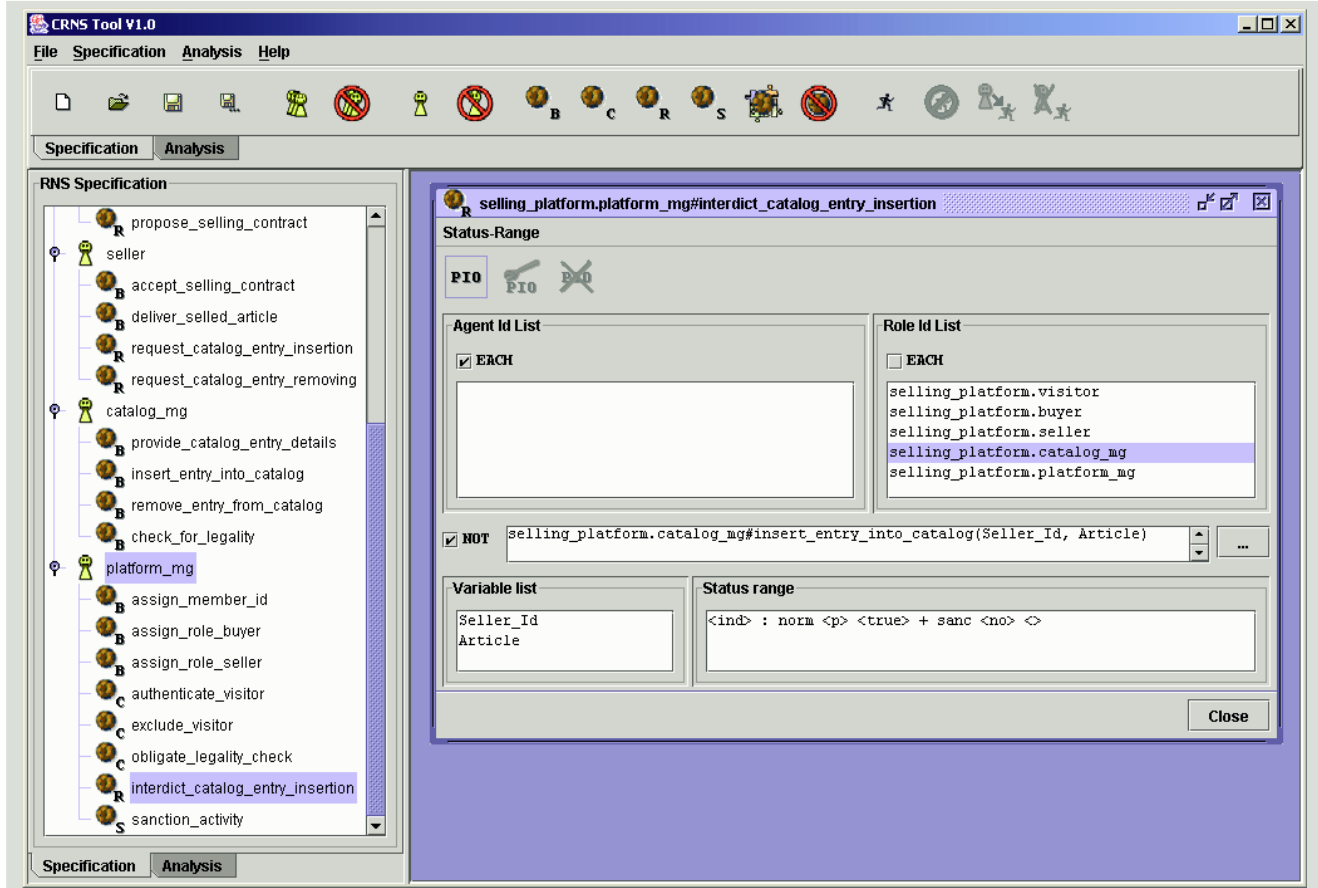 CRNS Tool V1.0
File Specification Analysis Help
B C R S
Specification Analysis
RNS Specification
R propose_selling_contract
seller
B accept_selling_contract
B deliver_selled_article
R request_catalog_entry_insertion
R request_catalog_entry_removing
catalog_mg
B provide_catalog_entry_details
B insert_entry_into_catalog
B remove_entry_from_catalog
B check_for_legality
platform_mg
B assign_member_id
B assign_role_buyer
B assign_role_seller
C authenticate_visitor
C exclude_visitor
C obligate_legality_check
R interdict_catalog_entry_insertion
S sanction_activity
Specification Analysis
R selling_platform.platform_mg#interdict_catalog_entry_insertion
Status-Range
PIO PIO PIO
Agent Id List
EACH
Role Id List
EACH
selling_platform.visitor
selling_platform.buyer
selling_platform.seller
selling_platform.catalog_mg
selling_platform.platform_mg
NOT selling_platform.catalog_mg#insert_entry_into_catalog(Seller_Id, Article) ...
Variable list
Seller_Id
Article
Status range
<ind> : norm <p> <true> + sanc <no> <>
Close